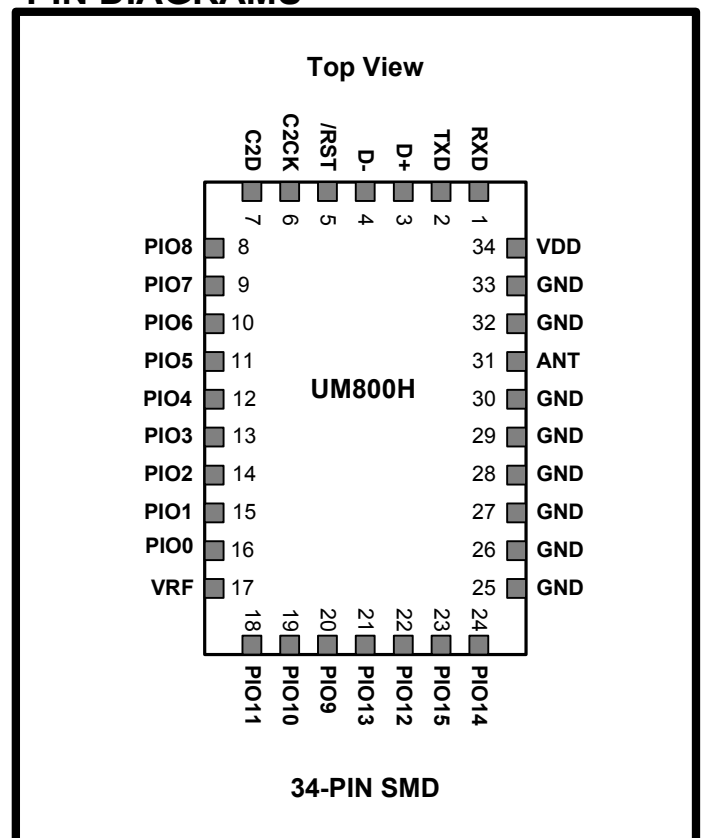 PIN DIAGRAMS
Top View
C2D C2CK /RST D- D+ TXD RXD
7 6 5 4 3 2 1
PIO8 8 34 VDD
PIO7 9 33 GND
PIO6 10 32 GND
PIO5 11 31 ANT
PIO4 12 UM800H 30 GND
PIO3 13 29 GND
PIO2 14 28 GND
PIO1 15 27 GND
PIO0 16 26 GND
VRF 17 25 GND
18 19 20 21 22 23 24
PIO11 PIO10 PIO9 PIO13 PIO12 PIO15 PIO14
34-PIN SMD